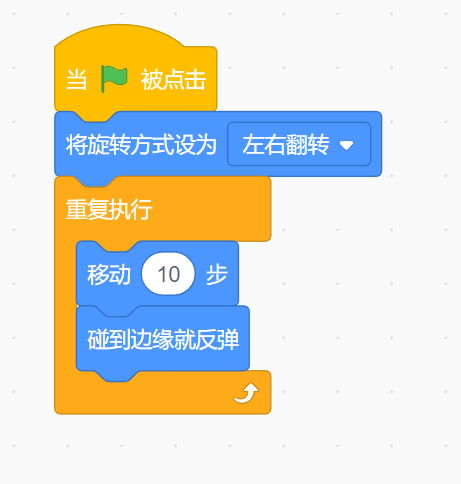 当 被点击
将旋转方式设为 左右翻转
重复执行
移动 10 步
碰到边缘就反弹